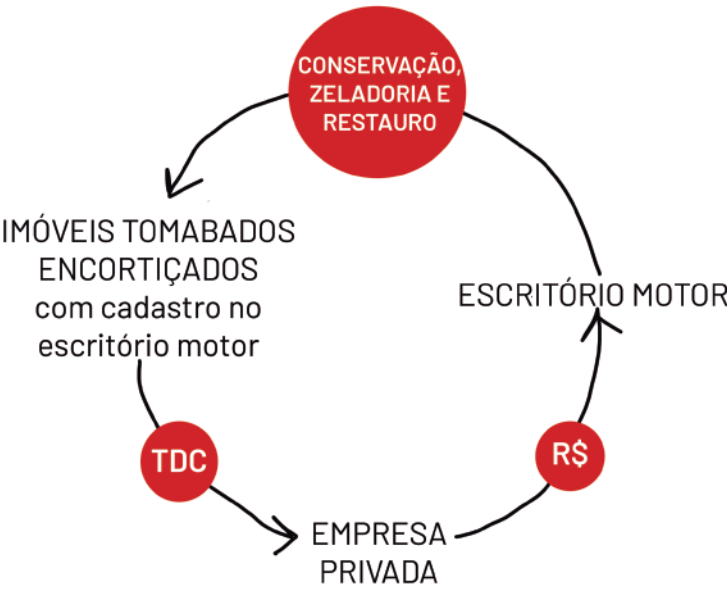 CONSERVAÇÃO,
ZELADORIA E
RESTAURO
IMÓVEIS TOMABADOS
ENCORTIÇADOS
com cadastro no
escritório motor
ESCRITÓRIO MOTOR
TDC
R$
EMPRESA
PRIVADA